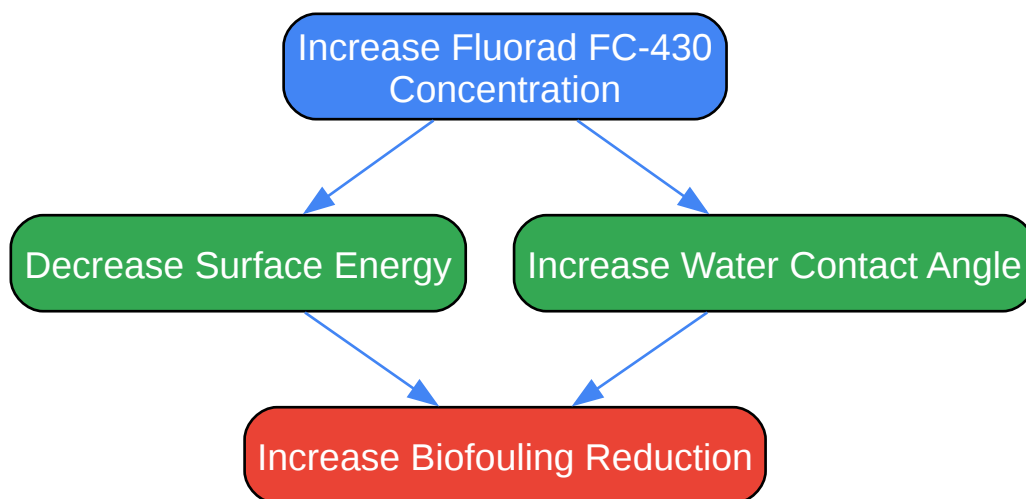 Increase Fluorad FC-430
Concentration
Decrease Surface Energy
Increase Water Contact Angle
Increase Biofouling Reduction